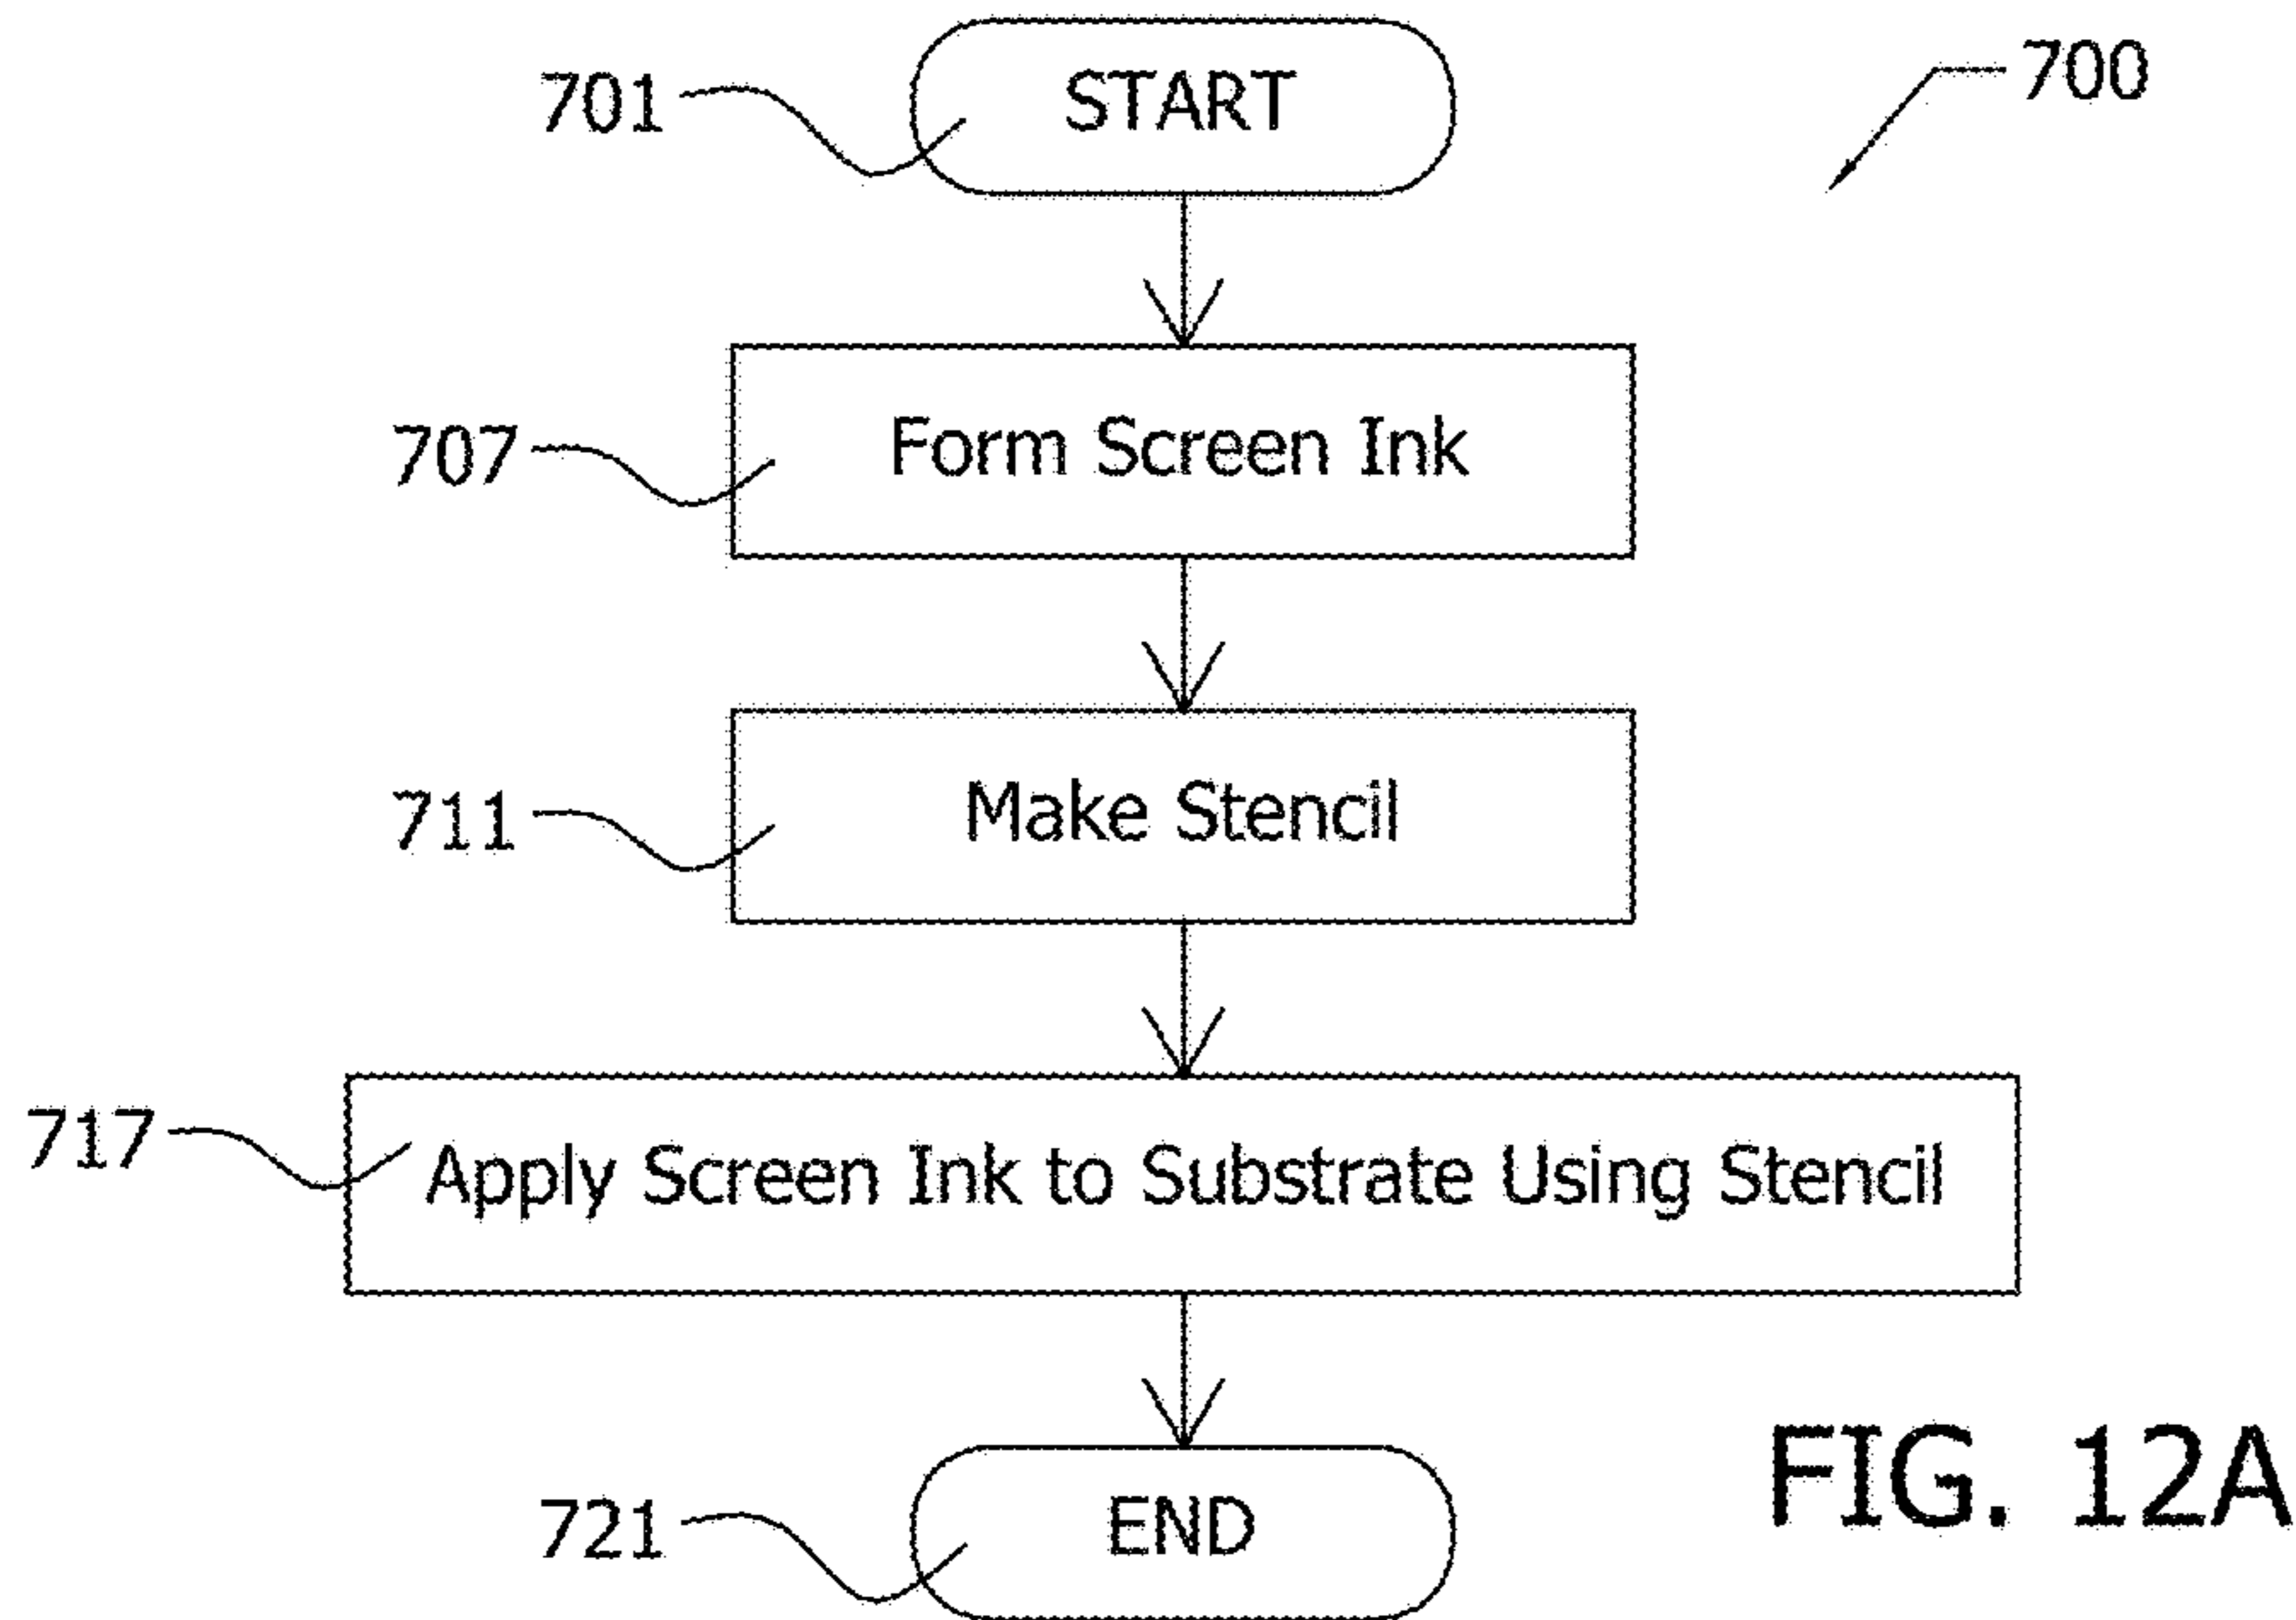 START
701
700
Form Screen Ink
707
Make Stencil
711
Apply Screen Ink to Substrate Using Stencil
717
END
721
FIG. 12A